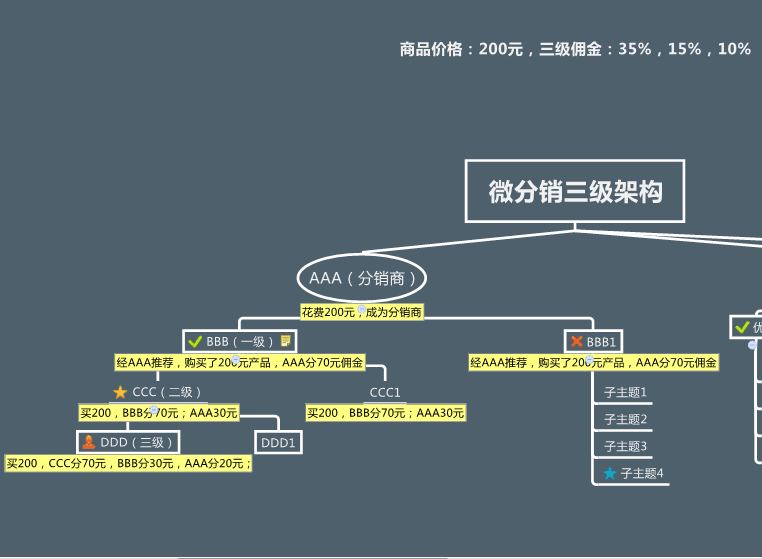 商品价格：200元，三级佣金：35%，15%，10%
微分销三级架构
AAA（分销商）
花费200元，成为分销商
BBB（一级）
BBB1
优
经AAA推荐，购买了200元产品，AAA分70元佣金
经AAA推荐，购买了200元产品，AAA分70元佣金
CCC（二级）
CCC1
子主题1
买200，BBB分70元；AAA30元
买200，BBB分70元；AAA30元
子主题2
DDD（三级）
DDD1
子主题3
买200，CCC分70元，BBB分30元，AAA分20元；
子主题4